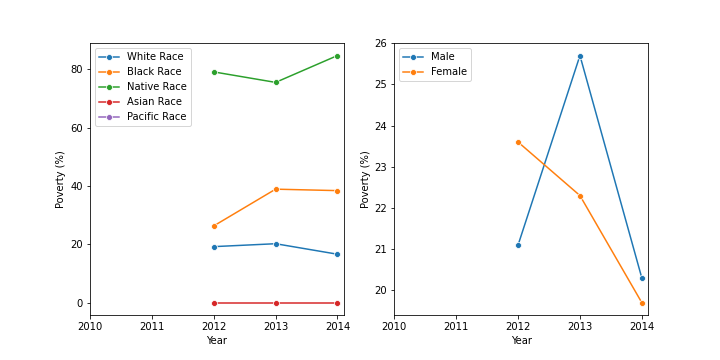 White Race
Black Race
Native Race
Asian Race
Pacific Race
80
60
40
20
0
Poverty (%)
2010 2011 2012 2013 2014
Year
Male
Female
26
25
24
23
22
21
20
Poverty (%)
2010 2011 2012 2013 2014
Year